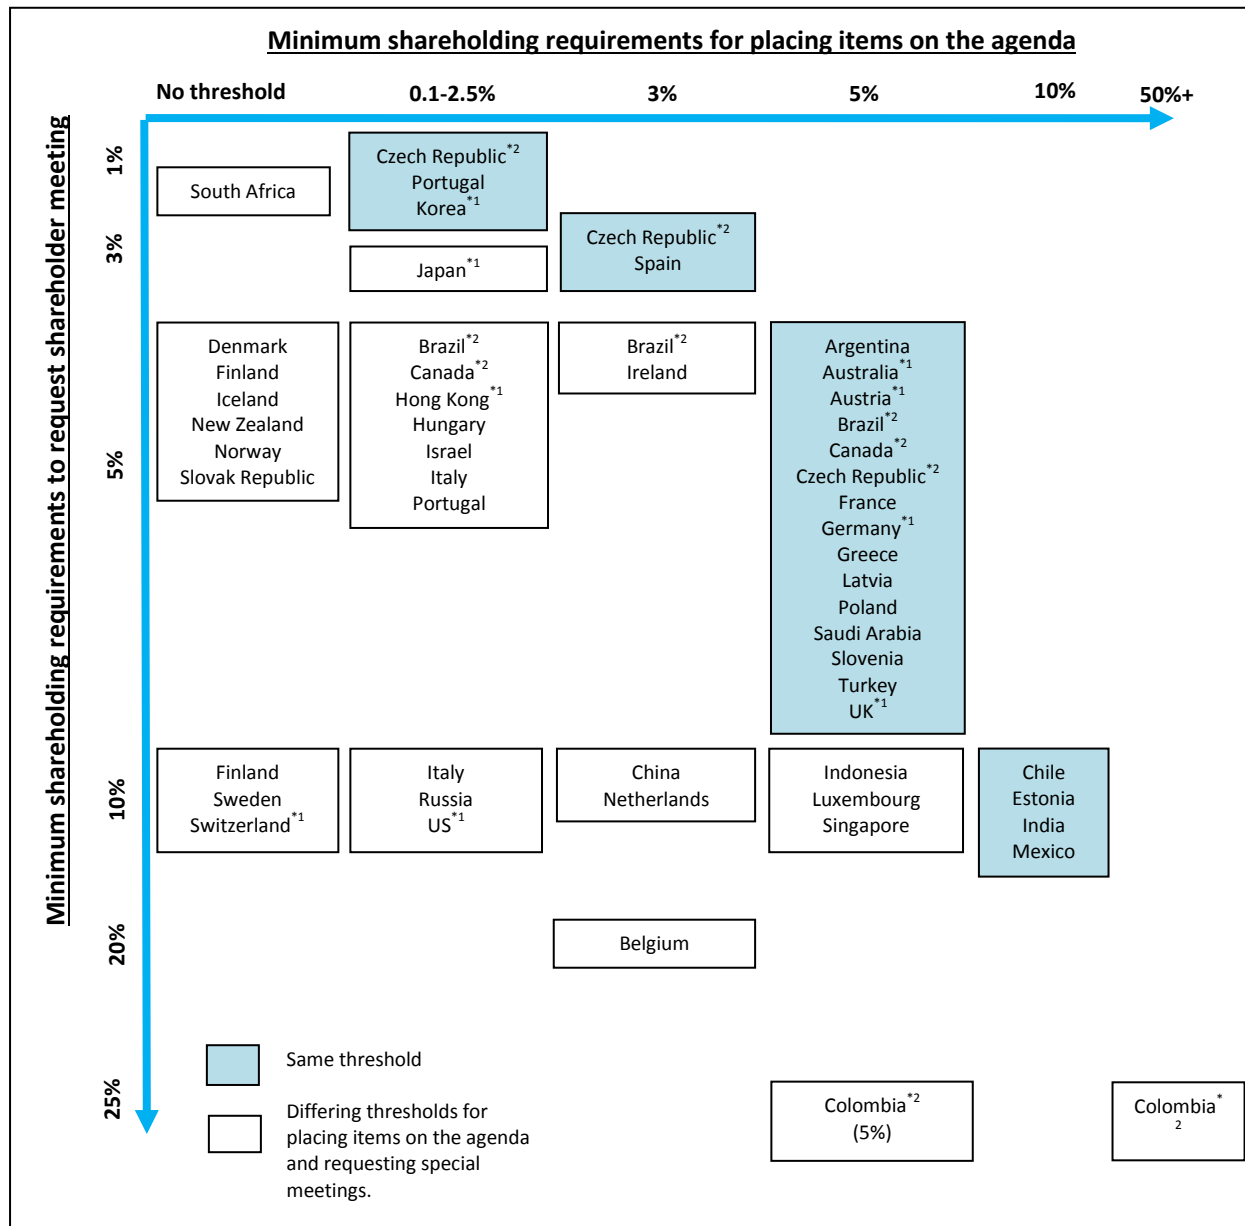 Minimum shareholding requirements for placing items on the agenda
No threshold
0.1-2.5%
3%
5%
10%
50%+
Minimum shareholding requirements to request shareholder meeting
1%
South Africa
Czech Republic*2
Portugal
Korea*1
3%
Japan*1
Czech Republic*2
Spain
5%
Denmark
Finland
Iceland
New Zealand
Norway
Slovak Republic
Brazil*2
Canada*2
Hong Kong*1
Hungary
Israel
Italy
Portugal
Brazil*2
Ireland
Argentina
Australia*1
Austria*1
Brazil*2
Canada*2
Czech Republic*2
France
Germany*1
Greece
Latvia
Poland
Saudi Arabia
Slovenia
Turkey
UK*1
10%
Finland
Sweden
Switzerland*1
Italy
Russia
US*1
China
Netherlands
Indonesia
Luxembourg
Singapore
Chile
Estonia
India
Mexico
20%
Belgium
25%
Colombia*2
(5%)
Colombia*
2
Same threshold
Differing thresholds for
placing items on the agenda
and requesting special
meetings.